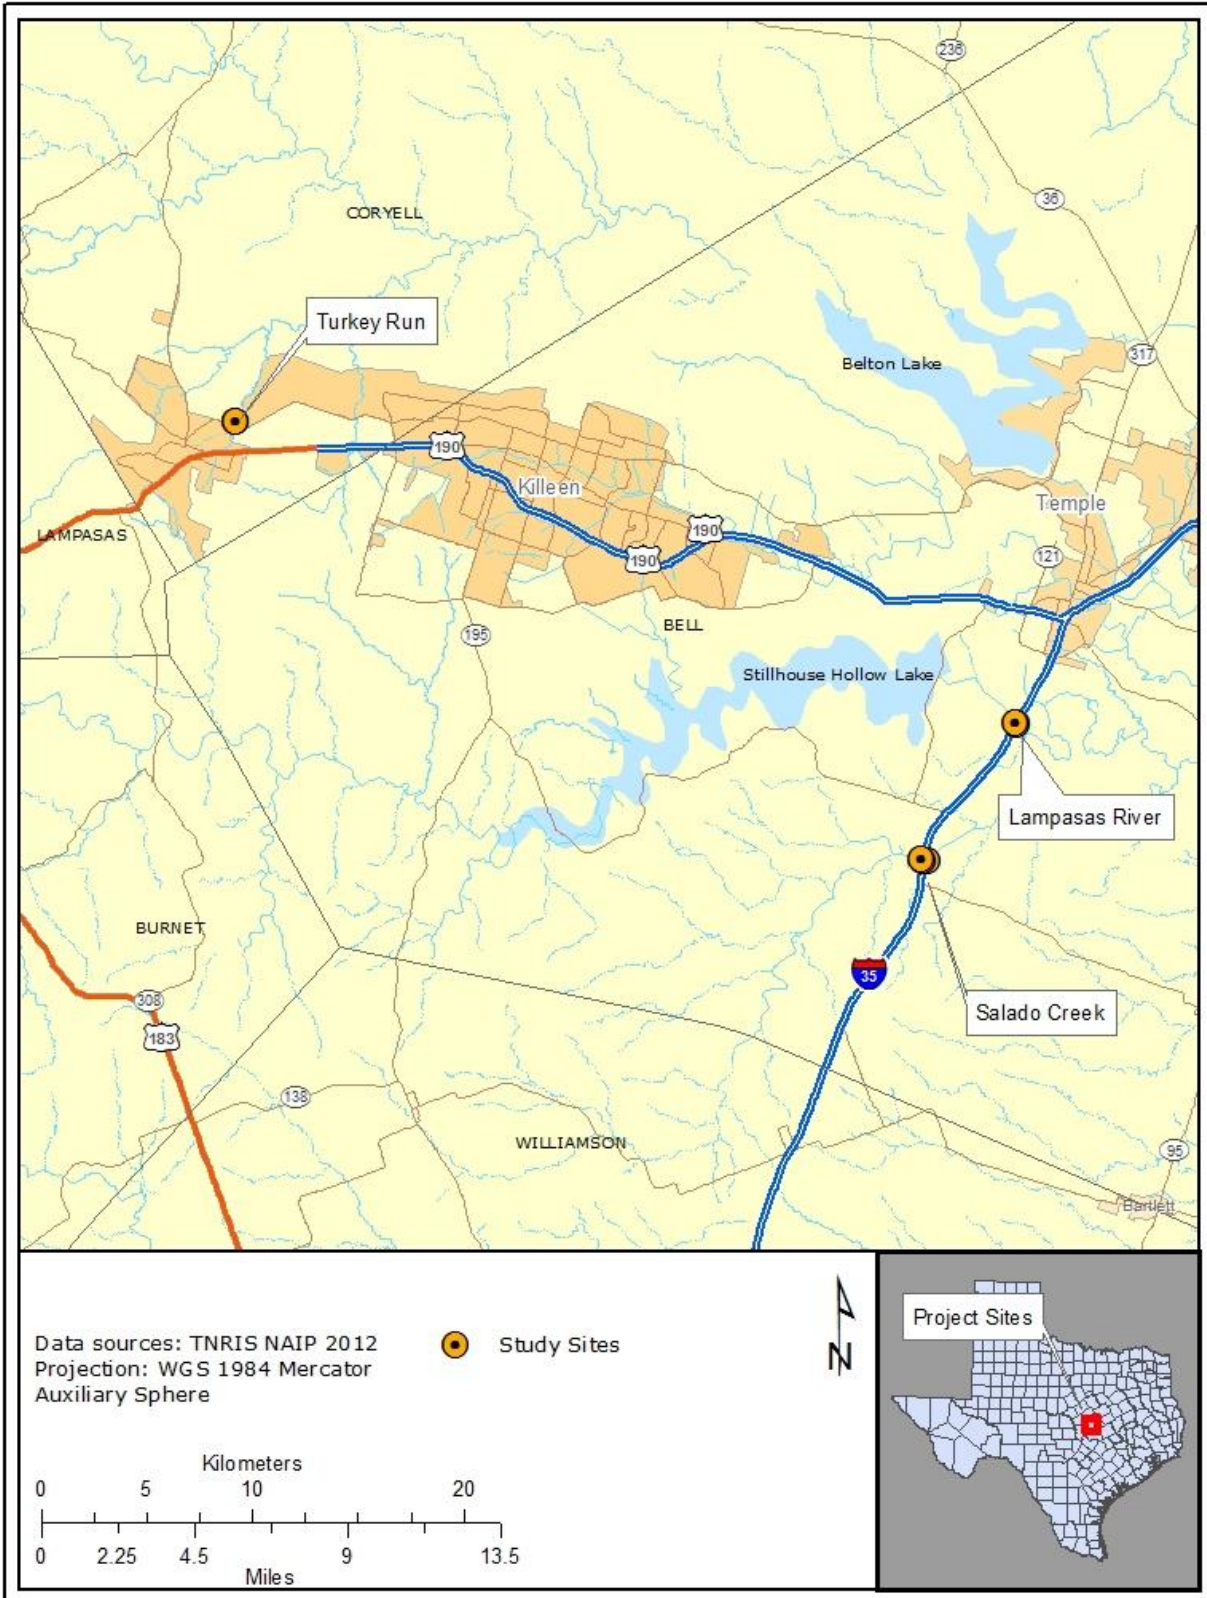 236
36
CORYELL
Turkey Run
317
Belton Lake
190
Killeen
Temple
190
LAMPASAS
190
121
BELL
195
Stillhouse Hollow Lake
Lampasas River
BURNET
35
308
Salado Creek
183
138
WILLIAMSON
95
Bartlett
Data sources: TNRIS NAIP 2012
Projection: WGS 1984 Mercator
Auxiliary Sphere
Study Sites
N
Project Sites
Kilometers
0 5 10 20
0 2.25 4.5 9 13.5
Miles